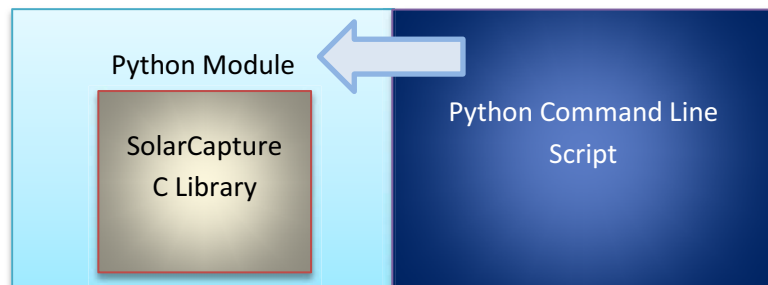 Python Module
SolarCapture
C Library
Python Command Line
Script